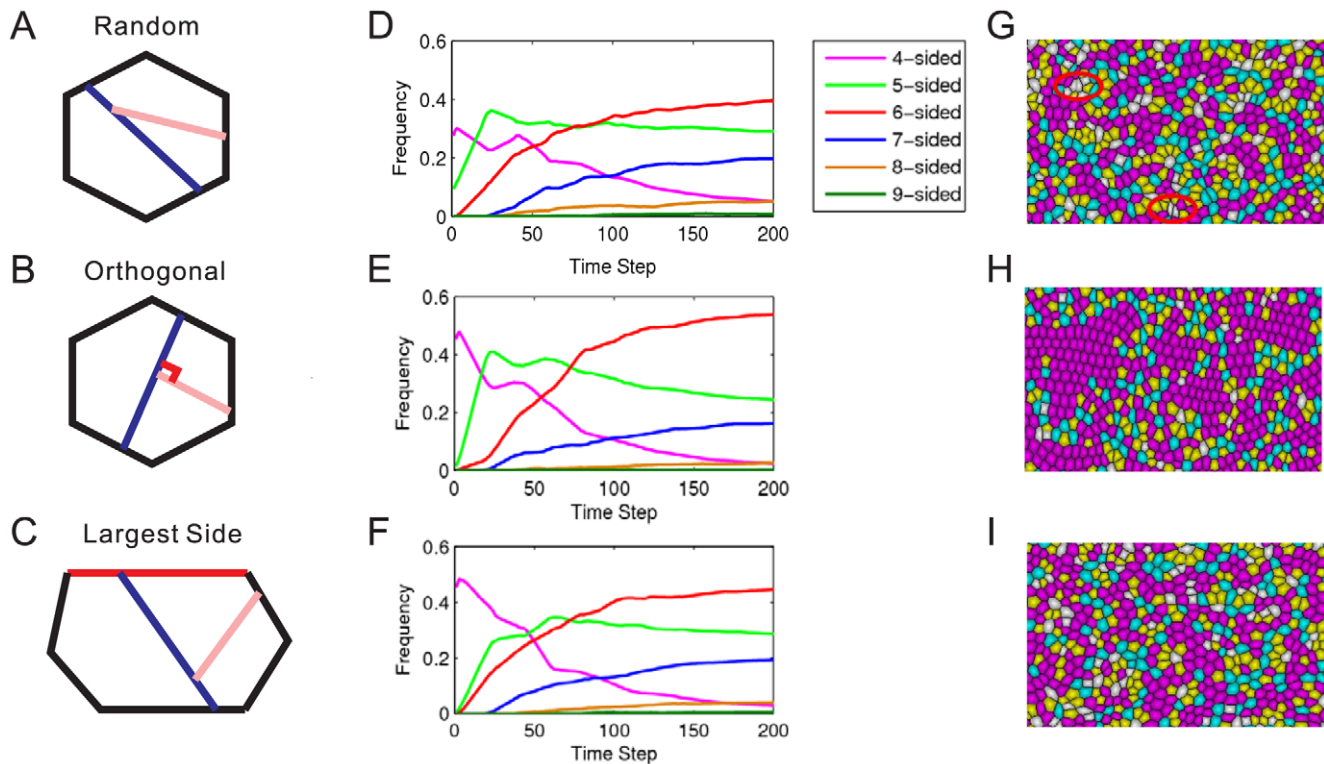 A
Random
D
0.6
0.4
0.2
0
Frequency
0
50
100
150
200
Time Step
4-sided
5-sided
6-sided
7-sided
8-sided
9-sided
G
B
Orthogonal
E
0.6
0.4
0.2
0
Frequency
0
50
100
150
200
Time Step
H
C
Largest Side
F
0.6
0.4
0.2
0
Frequency
0
50
100
150
200
Time Step
I